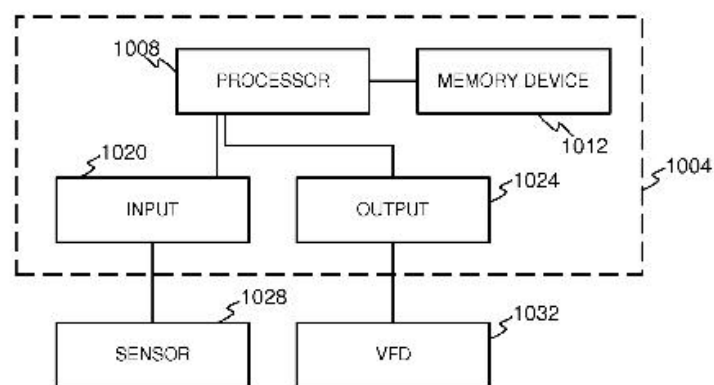 1008
PROCESSOR
MEMORY DEVICE
1012
1020
1024
1004
INPUT
OUTPUT
1028
1032
SENSOR
VFD